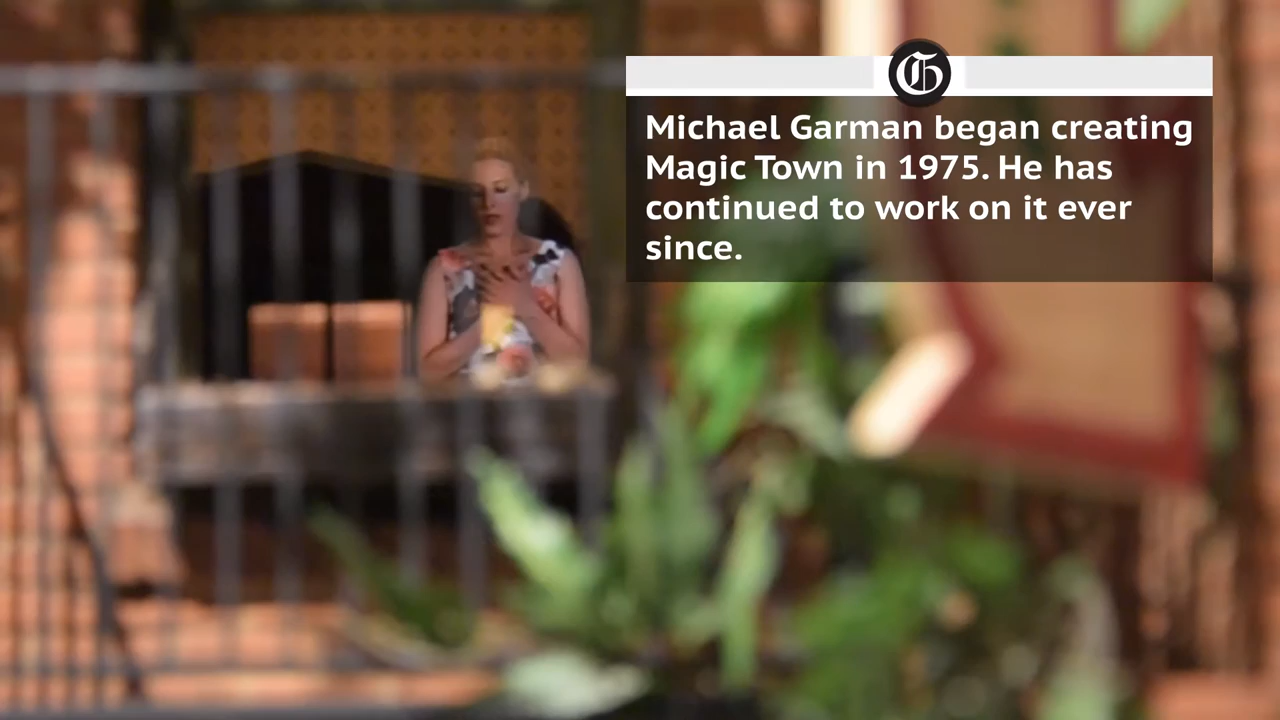 G
Michael Garman began creating
Magic Town in 1975. He has
continued to work on it ever
since.